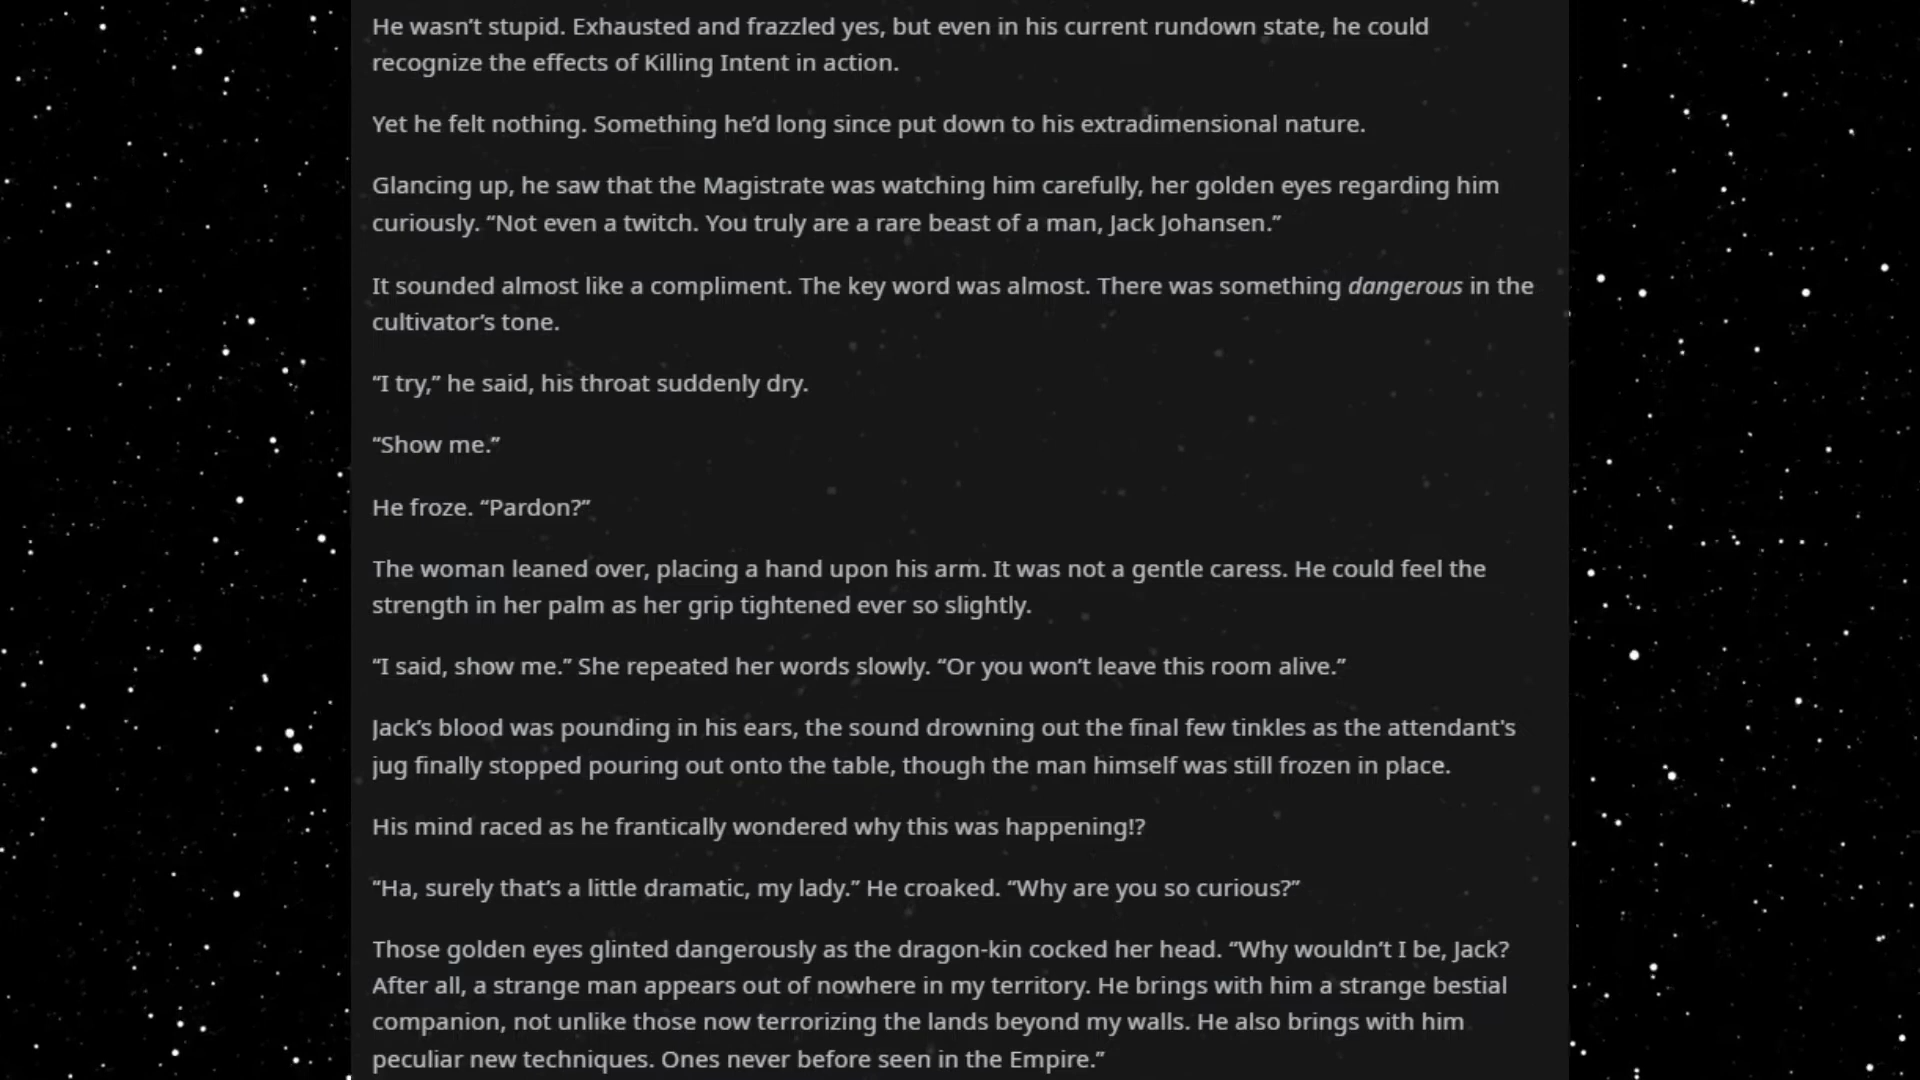 He wasn’t stupid. Exhausted and frazzled yes, but even in his current rundown state, he could
recognize the effects of Killing Intent in action.
Yet he felt nothing. Something he’d long since put down to his extradimensional nature.
Glancing up, he saw that the Magistrate was watching him carefully, her golden eyes regarding him
curiously. “Not even a twitch. You truly are a rare beast of a man, Jack Johansen.”
It sounded almost like a compliment. The key word was almost. There was something dangerous in the
cultivator’s tone.
“I try,” he said, his throat suddenly dry.
“Show me.”
He froze. “Pardon?”
The woman leaned over, placing a hand upon his arm. It was not a gentle caress. He could feel the
strength in her palm as her grip tightened ever so slightly.
“I said, show me.” She repeated her words slowly. “Or you won’t leave this room alive.”
Jack’s blood was pounding in his ears, the sound drowning out the final few tinkles as the attendant's
jug finally stopped pouring out onto the table, though the man himself was still frozen in place.
His mind raced as he frantically wondered why this was happening!?
“Ha, surely that’s a little dramatic, my lady.” He croaked. “Why are you so curious?”
Those golden eyes glinted dangerously as the dragon-kin cocked her head. “Why wouldn’t I be, Jack?
After all, a strange man appears out of nowhere in my territory. He brings with him a strange bestial
companion, not unlike those now terrorizing the lands beyond my walls. He also brings with him
peculiar new techniques. Ones never before seen in the Empire.”